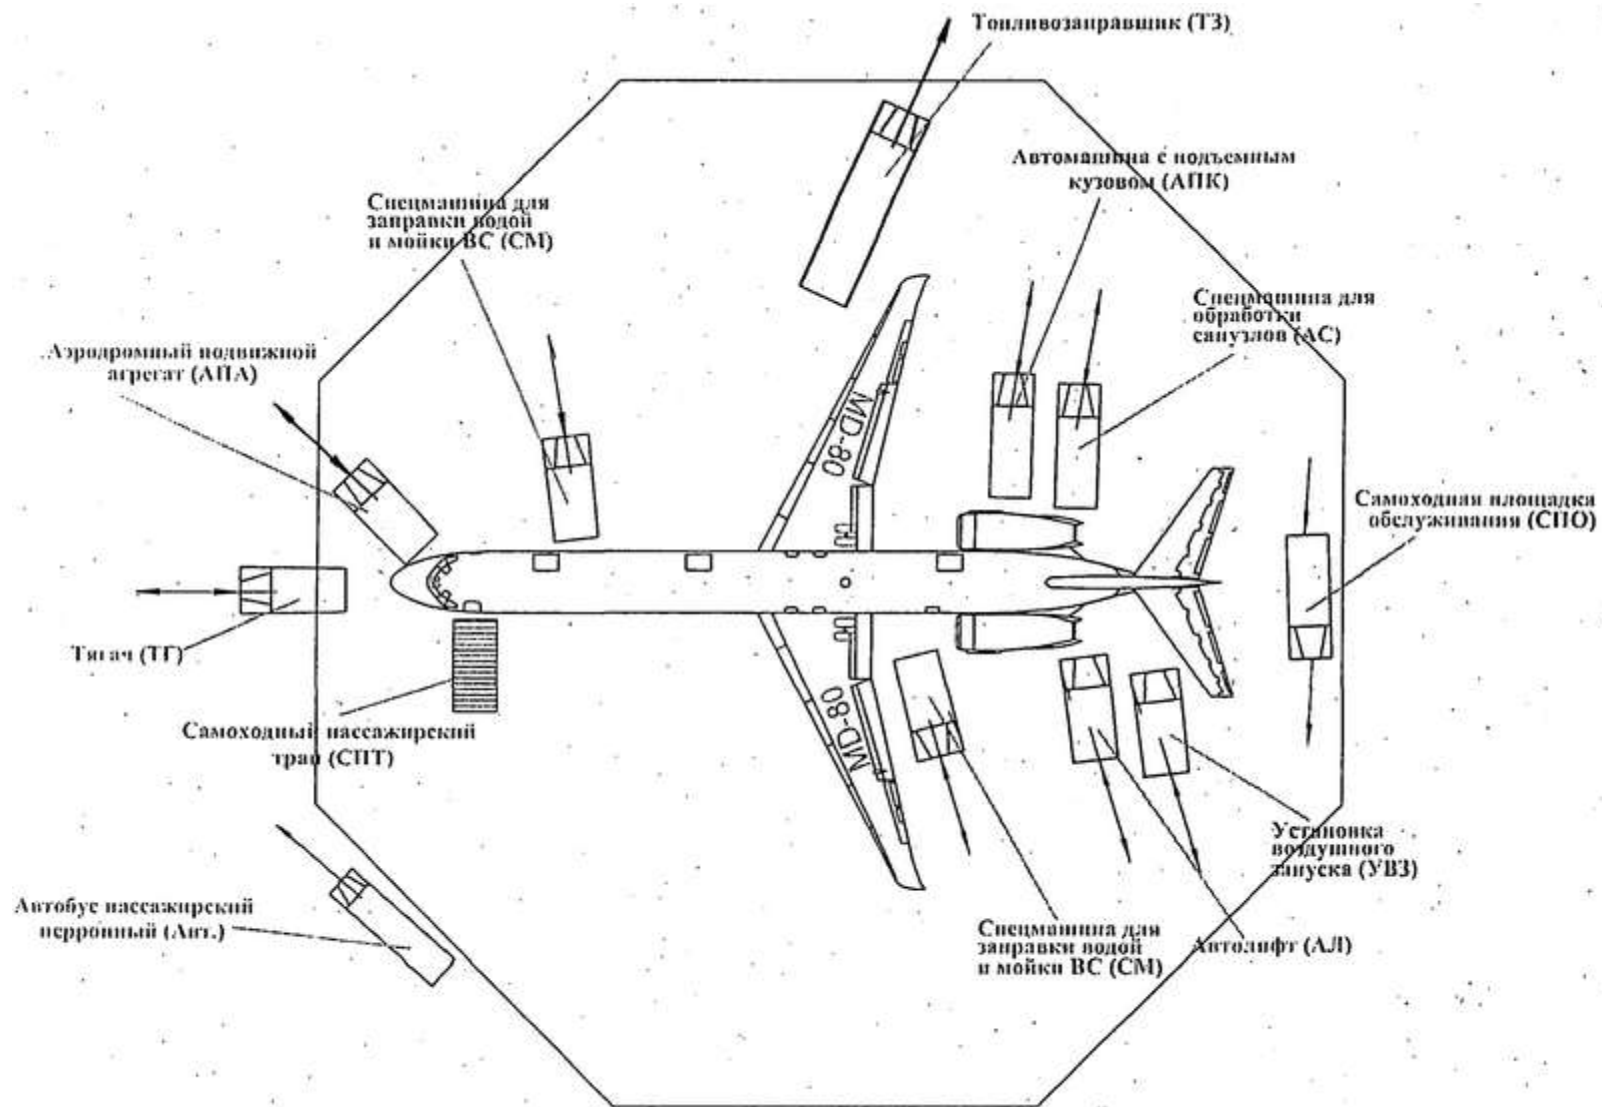 Топливозаправшик (ТЗ)
Автомашина с подъемным
кузовом (АПК)
Спецмашина для
заправки водой
и мойки ВС (СМ)
Спецмашина для
обработки
санузлов (АС)
Аэродромный подвижной
агрегат (АПА)
MD-80
Самоходная площадка
обслуживания (СПО)
Тягач (ТГ)
Самоходный пассажирский
трап (СПТ)
MD-80
Установка
воздушного
запуска (УВЗ)
Автобус пассажирский
перронный (Авт.)
Спецмашина для
заправки водой
и мойки ВС (СМ)
Автолифт (АЛ)